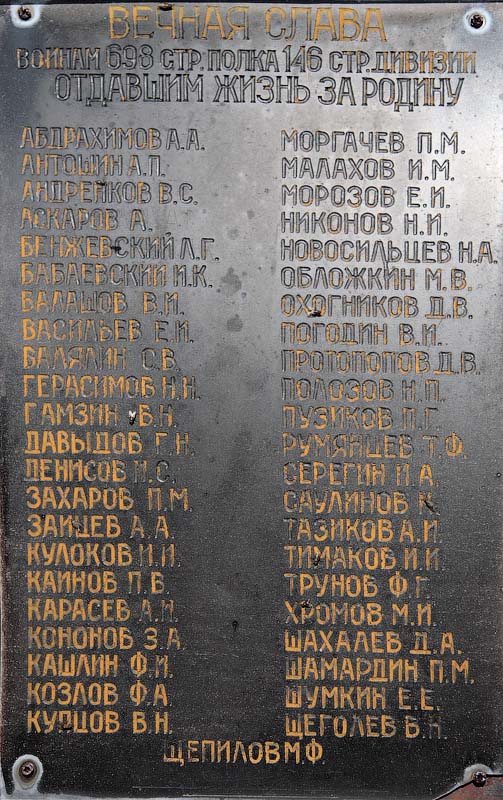 ВЕЧНАЯ СЛАВА
ВОИНАМ 698 СТР. ПОЛКА 146 СТР. ДИВИЗИИ
ОТДАВШИМ ЖИЗНЬ ЗА РОДИНУ
АБДРАХИМОВ А.А.
АНТОШИН А.П.
АНДРЕЙКОВ В.С.
АСКАРОВ А.
БЕНЖЕВСКИЙ Л.Г.
БАБАЕВСКИЙ И.К.
БАЛАШОВ В.И.
ВАСИЛЬЕВ Е.И.
БАЛЯЛИН С.В.
ГЕРАСИМОВ Н.Н.
ГАМЗИН В.Н.
ДАВЫДОВ Г.Н.
ДЕНИСОВ И.С.
ЗАХАРОВ П.М.
ЗАЙЦЕВ А.А.
КУЛОКОВ И.И.
КАИНОВ П.В.
КАРАСЕВ А.И.
КОНОНОВ З.А.
КАШЛИН Ф.И.
КОЗЛОВ Ф.А.
КУПЦОВ В.Н.
МОРГАЧЕВ П.М.
МАЛАХОВ И.М.
МОРОЗОВ Е.И.
НИКОНОВ Н.И.
НОВОСИЛЬЦЕВ Н.А.
ОБЛОЖКИН М.В.
ОХОГНИКОВ Д.В.
ПОГОДИН В.И.
ПРОТОПОПОВ Д.В.
ПОЛОЗОВ Н.П.
ПУЗИКОВ П.Г.
РУМЯНЦЕВ Т.Ф.
СЕРЕГИН П.А.
САУЛИНОВ К.
ТАЗИКОВ А.И.
ТИМАКОВ И.И.
ТРУНОВ Ф.Г.
ХРОМОВ М.И.
ШАХАЛЕВ Д.А.
ШАМАРДИН П.М.
ШУМКИН Е.Е.
ЩЕГОЛЕВ В.Н.
ЩЕПИЛОВ М.Ф.